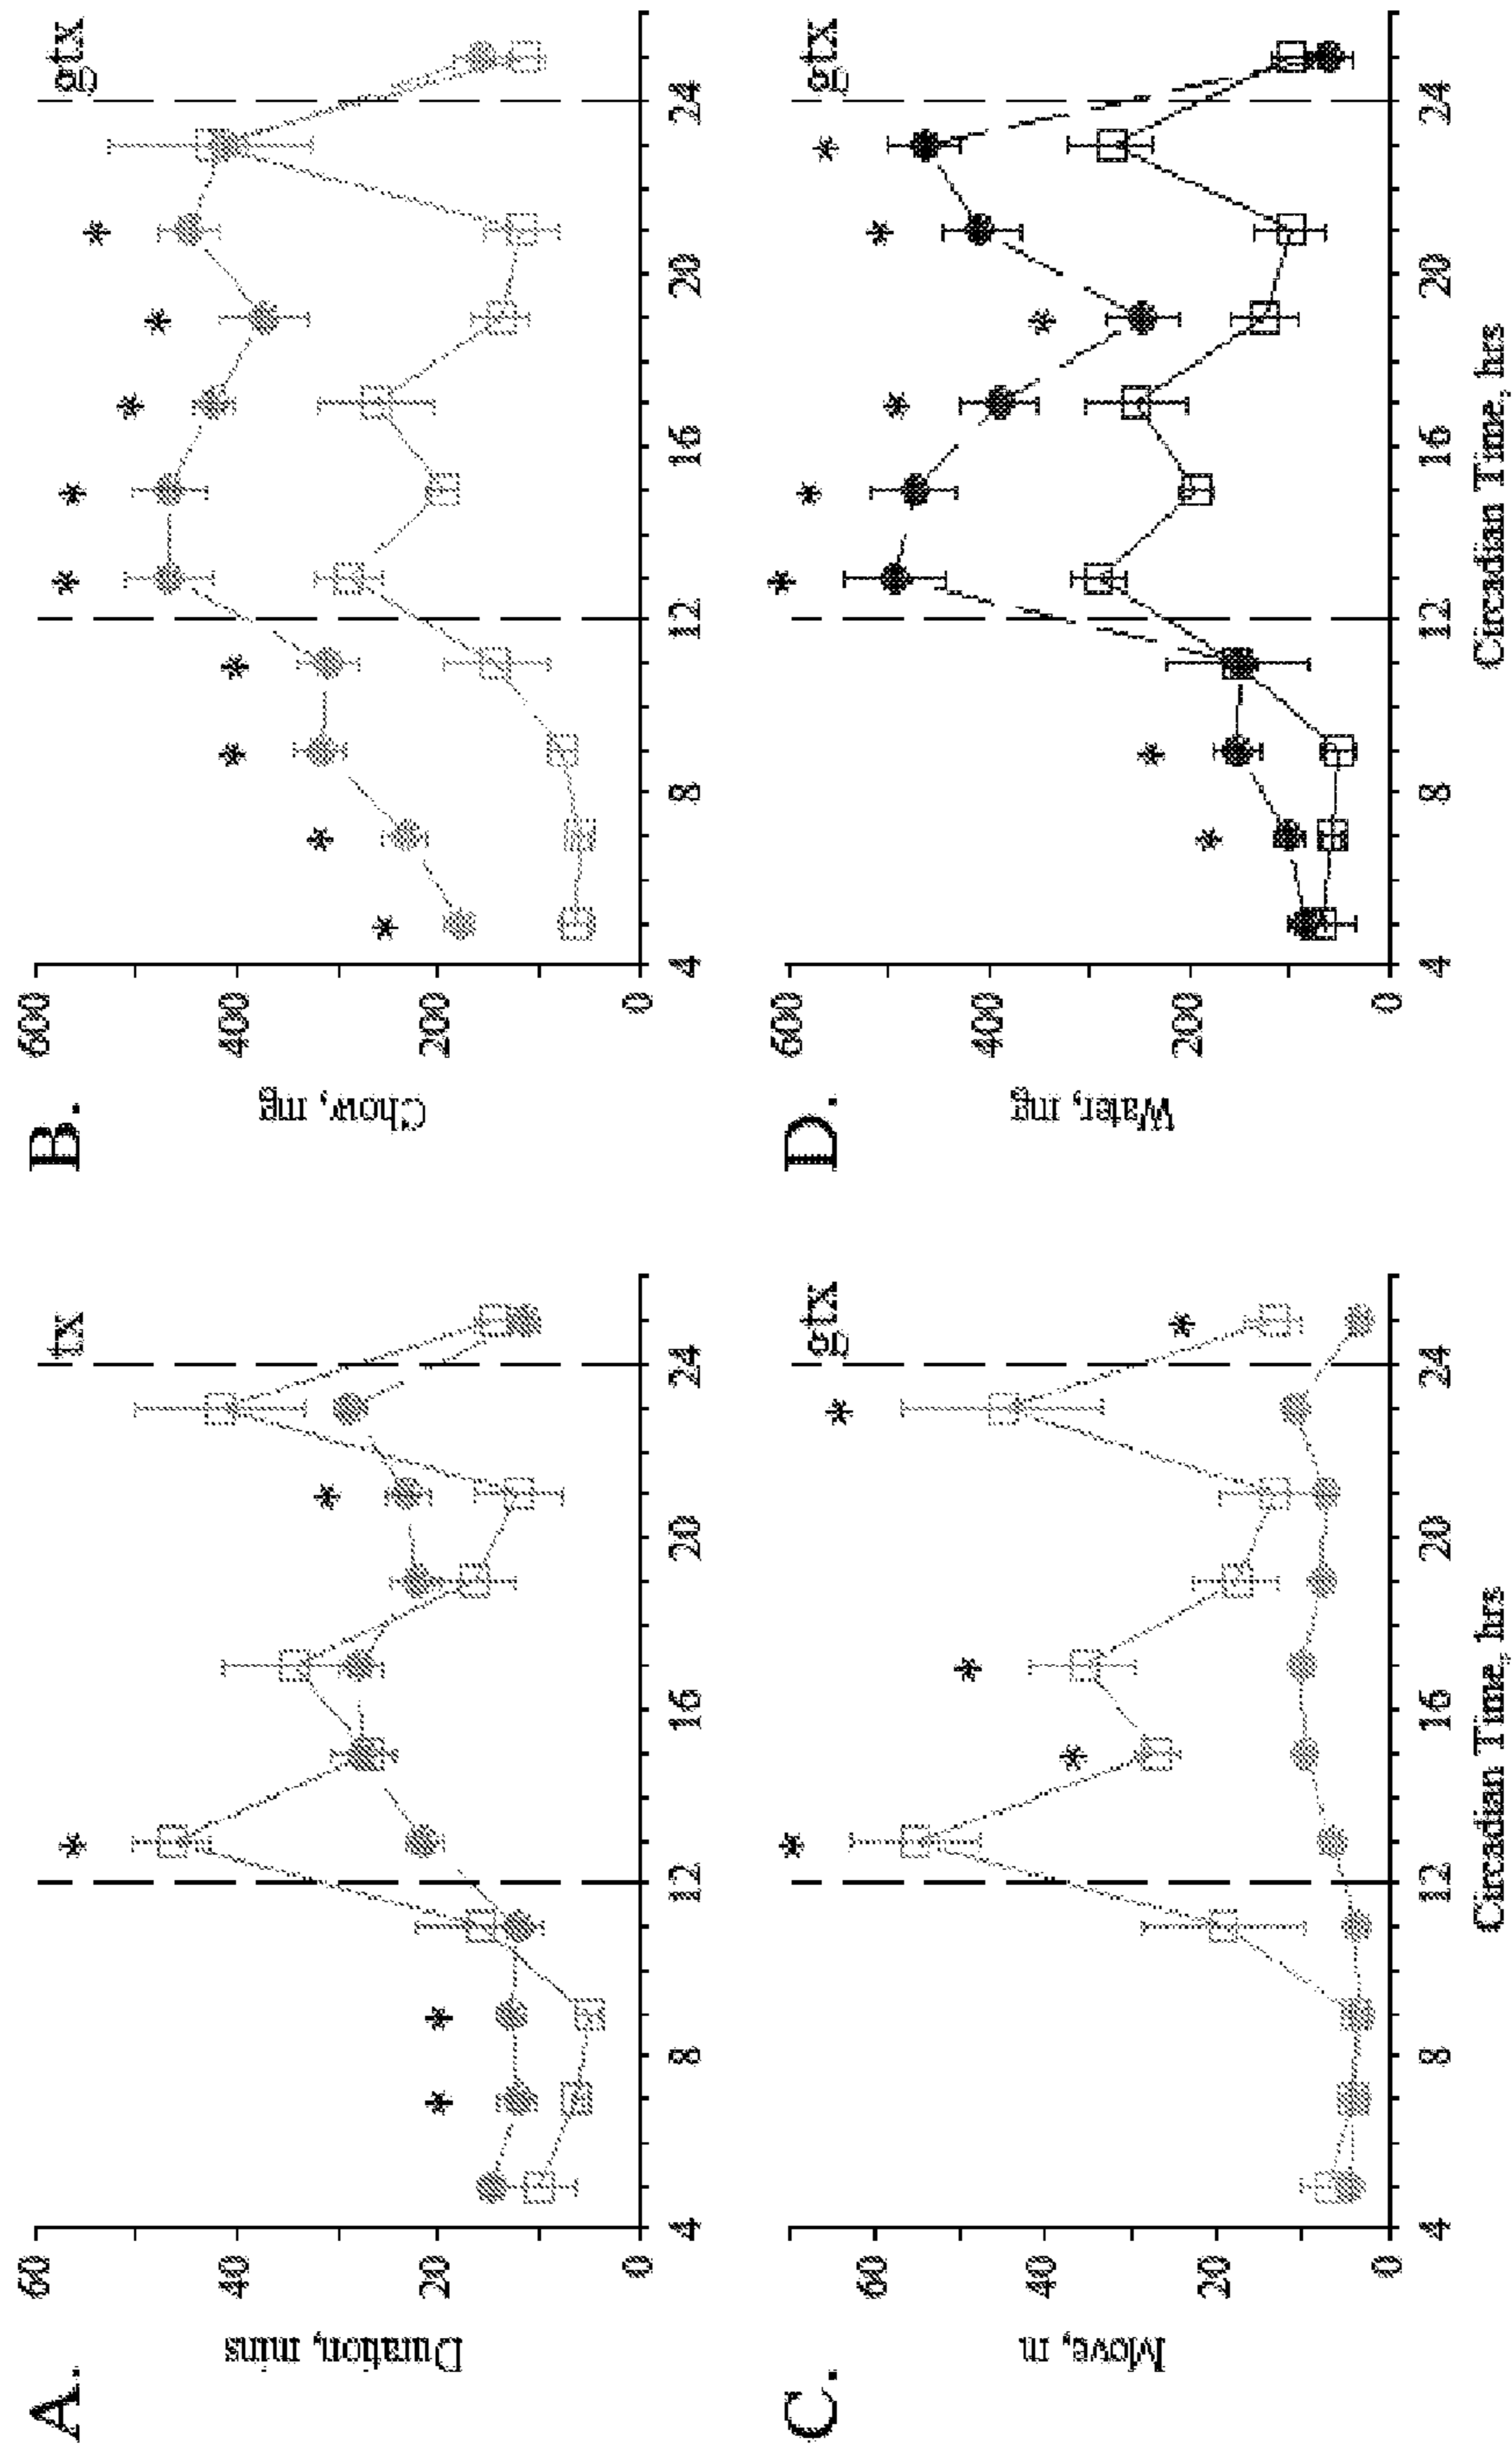 A.
tx
Duration, mins
60
40
20
0
4 8 12 16 20 24
B.
gtx
Chow, mg
600
400
200
0
4 8 12 16 20 24
C.
gtx
Move, m
60
40
20
0
4 8 12 16 20 24
Circadian Time, hrs
D.
gtx
Water, mg
600
400
200
0
4 8 12 16 20 24
Circadian Time, hrs